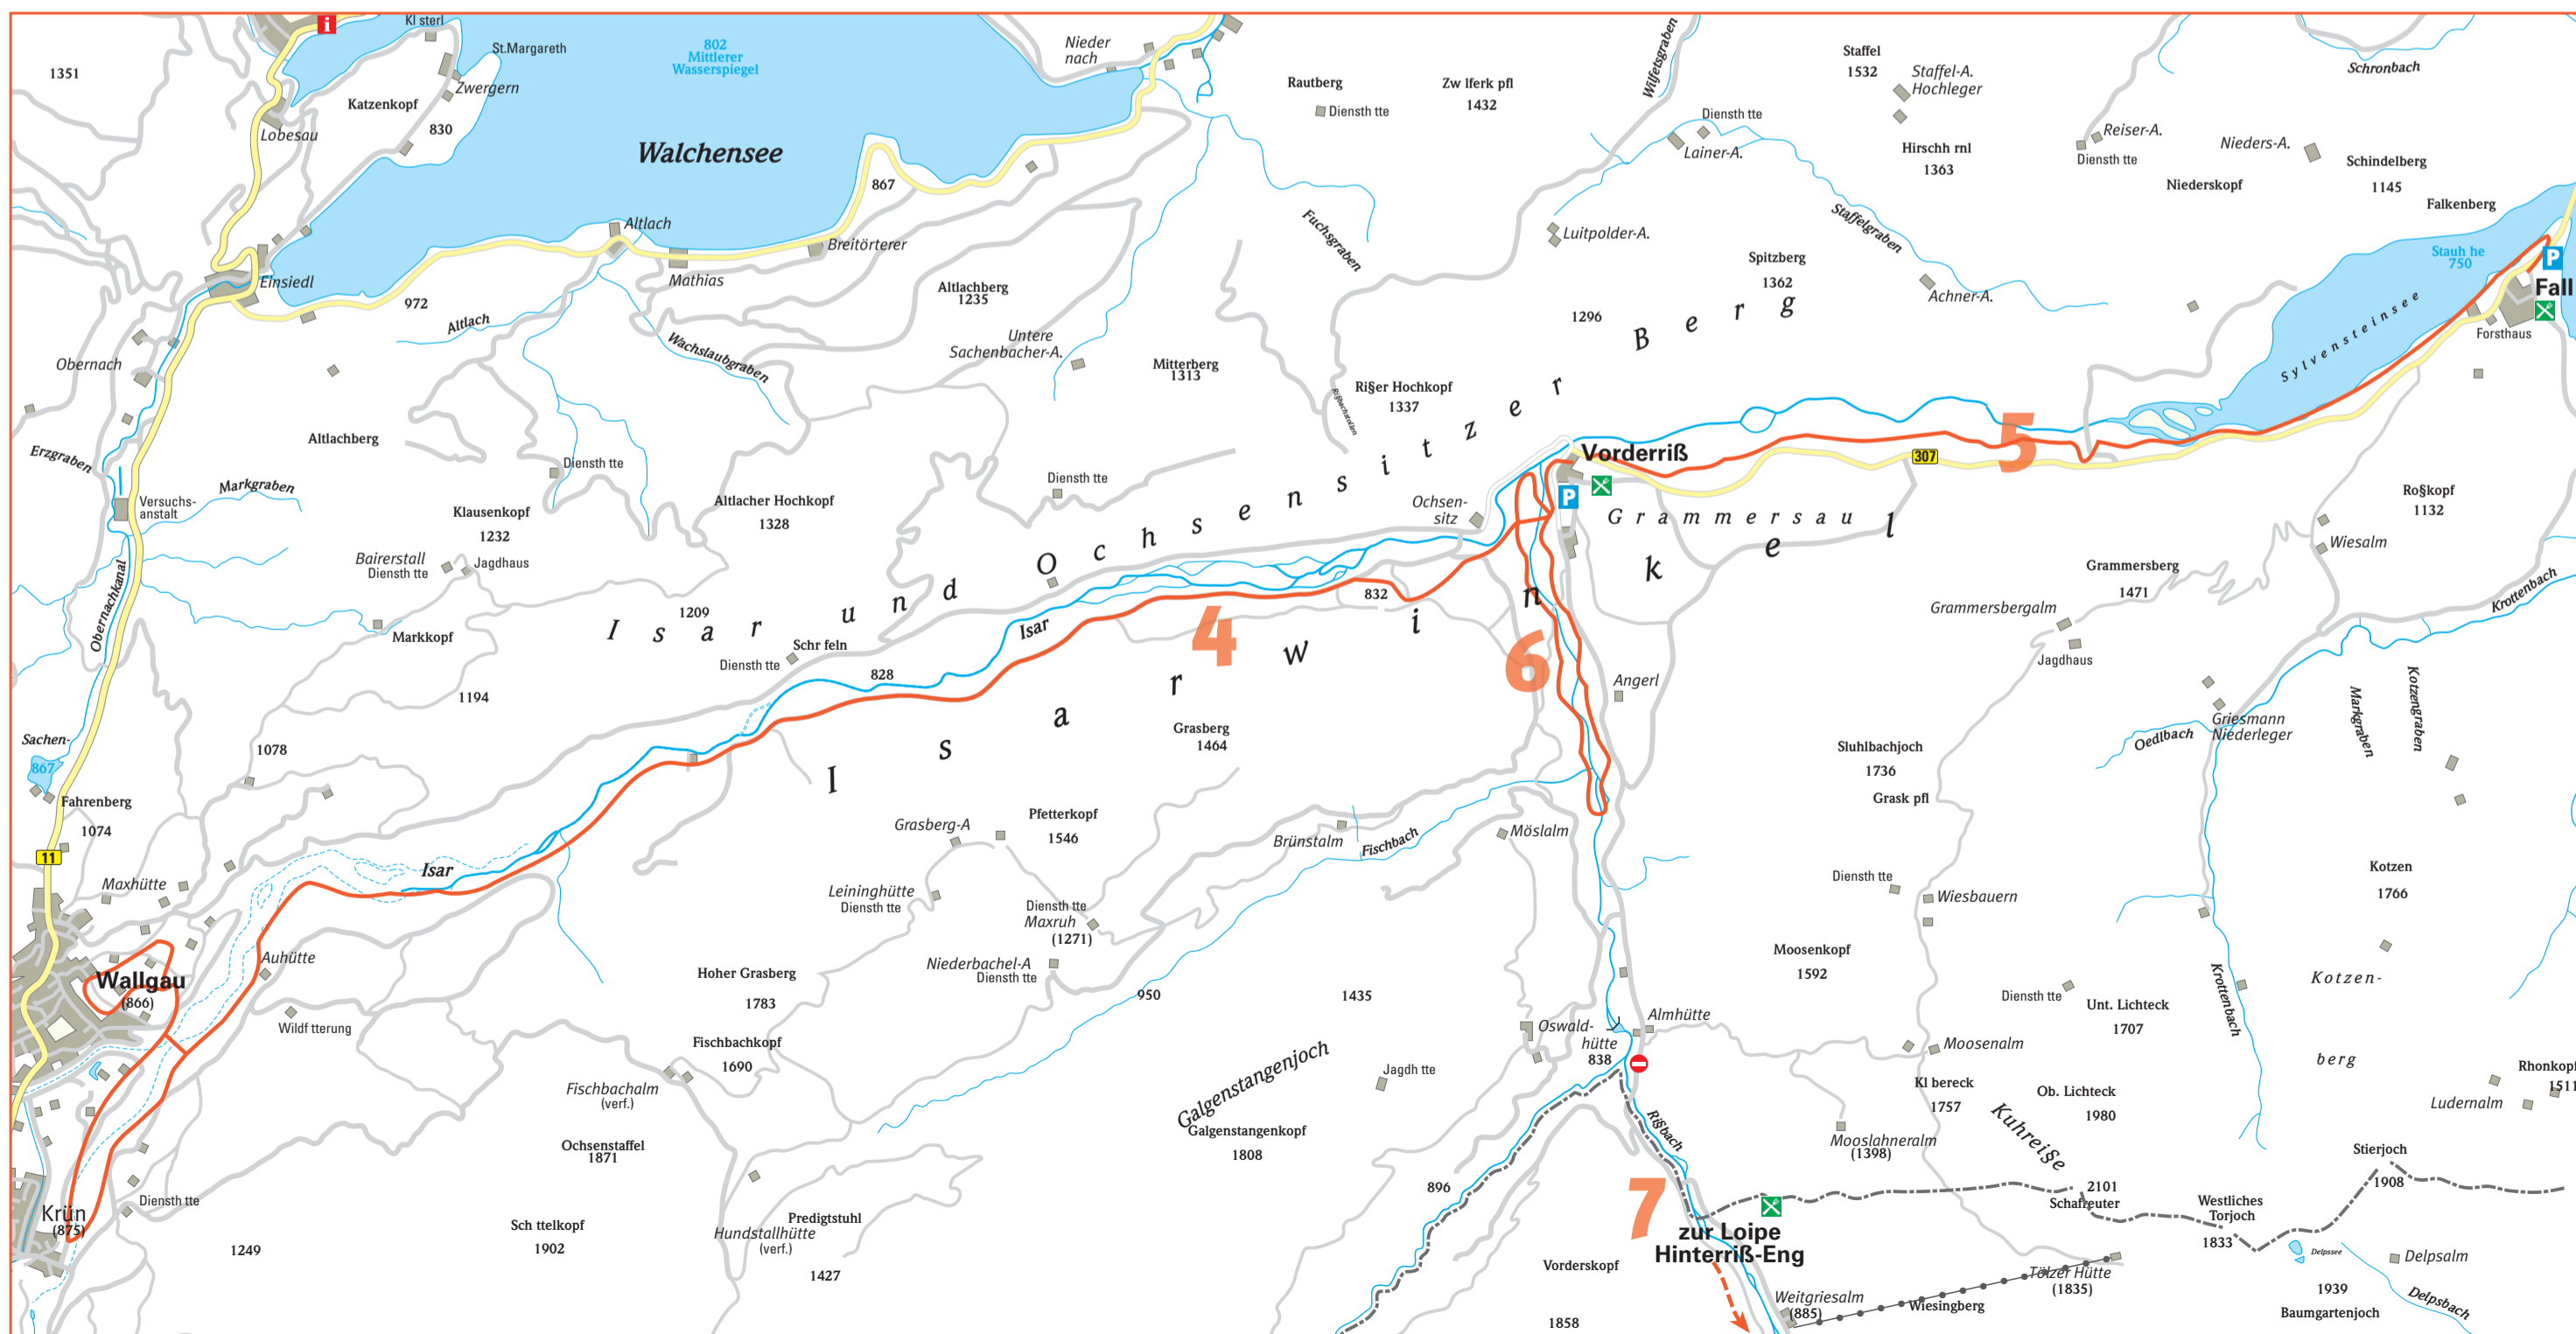 Kl sterl
i
St.Margareth
1351
Zwergern
Katzenkopf
830
Lobesau
802
Mittlerer
Wasserspiegel
Walchensee
Nieder
nach
867
Altlach
Breitörterer
Mathias
Einsiedl
972
Altlach
Altlachberg
1235
Untere
Sachenbacher-A.
Wachslaubgraben
Obernach
Altlachberg
Erzgraben
Markgraben
Versuchs-
anstalt
Diensth tte
Klausenkopf
1232
Altlacher Hochkopf
1328
Bairerstall
Diensth tte
Jagdhaus
Obernachkanal
Markkopf
1209
1194
1078
Sachen-
867
Fahrenberg
1074
11
Rautberg
Diensth tte
Zw lferk pfl
1432
Wilfetsgraben
Fuchsgraben
Mitterberg
1313
Rißbachstollen
Ri§er Hochkopf
1337
Diensth tte
Staffel
1532
Staffel-A.
Hochleger
Diensth tte
Lainer-A.
Hirschh rnl
1363
Reiser-A.
Diensth tte
Nieders-A.
Niederskopf
Schronbach
Schindelberg
1145
Falkenberg
Luitpolder-A.
Staffelgraben
Spitzberg
1362
Achner-A.
1296
Stauh he
750
P
Fall
Forsthaus
Sylvensteinsee
Isar und Ochsensitzer Berg
Vorderriß
P
307
5
Ochsen-
sitz
Grammersau
Isarwinkel
Ro§kopf
1132
Wiesalm
Grammersberg
1471
Grammersbergalm
Jagdhaus
Krottenbach
832
4
6
Isar
Schr feln
Diensth tte
828
Angerl
Grasberg
1464
Griesmann
Niederleger
Oedlbach
Markgraben
Kotzengraben
Sluhlbachjoch
1736
Grask pfl
Pfetterkopf
1546
Grasberg-A
Brünstalm
Fischbach
Möslalm
Isar
Maxhütte
Leininghütte
Diensth tte
Diensth tte
Maxruh
(1271)
Diensth tte
Wiesbauern
Kotzen
1766
Wallgau
(866)
Auhütte
Wildf tterung
Hoher Grasberg
1783
Niederbachel-A
Diensth tte
950
1435
Moosenkopf
1592
Diensth tte
Unt. Lichteck
1707
Krottenbach
Kotzen-
berg
Fischbachkopf
1690
Fischbachalm
(verf.)
Oswald-
hütte
838
Almhütte
Moosenalm
Galgenstangenjoch
Jagdh tte
Kl bereck
1757
Ob. Lichteck
1980
Rhonkopf
1511
Ludernalm
Ochsenstaffel
1871
Galgenstangenkopf
1808
Rißbach
Mooslahneralm
(1398)
Kuhrei§e
Stierjoch
1908
Krün
(875)
Diensth tte
1249
Sch ttelkopf
1902
Hundstallhütte
(verf.)
Predigtstuhl
1427
896
7
zur Loipe
Hinterriß-Eng
2101
Schafreuter
Westliches
Torjoch
1833
Delpssee
Delpsalm
Vorderskopf
1858
Weitgriesalm
(885)
Wiesingberg
Tölzer Hütte
(1835)
1939
Baumgartenjoch
Delpsbach